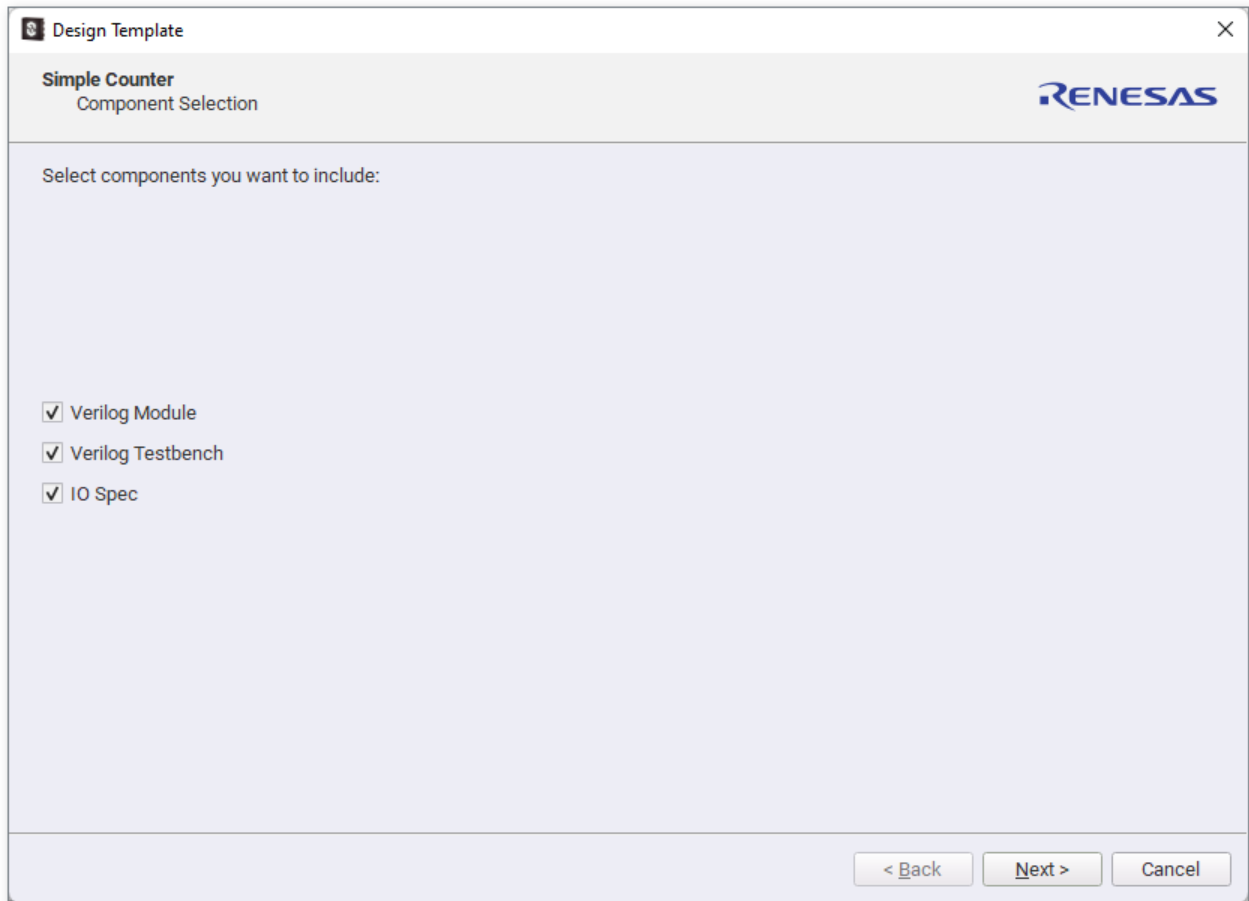 Design Template
Simple Counter
Component Selection
RENESAS
Select components you want to include:
Verilog Module
Verilog Testbench
IO Spec
< Back
Next >
Cancel